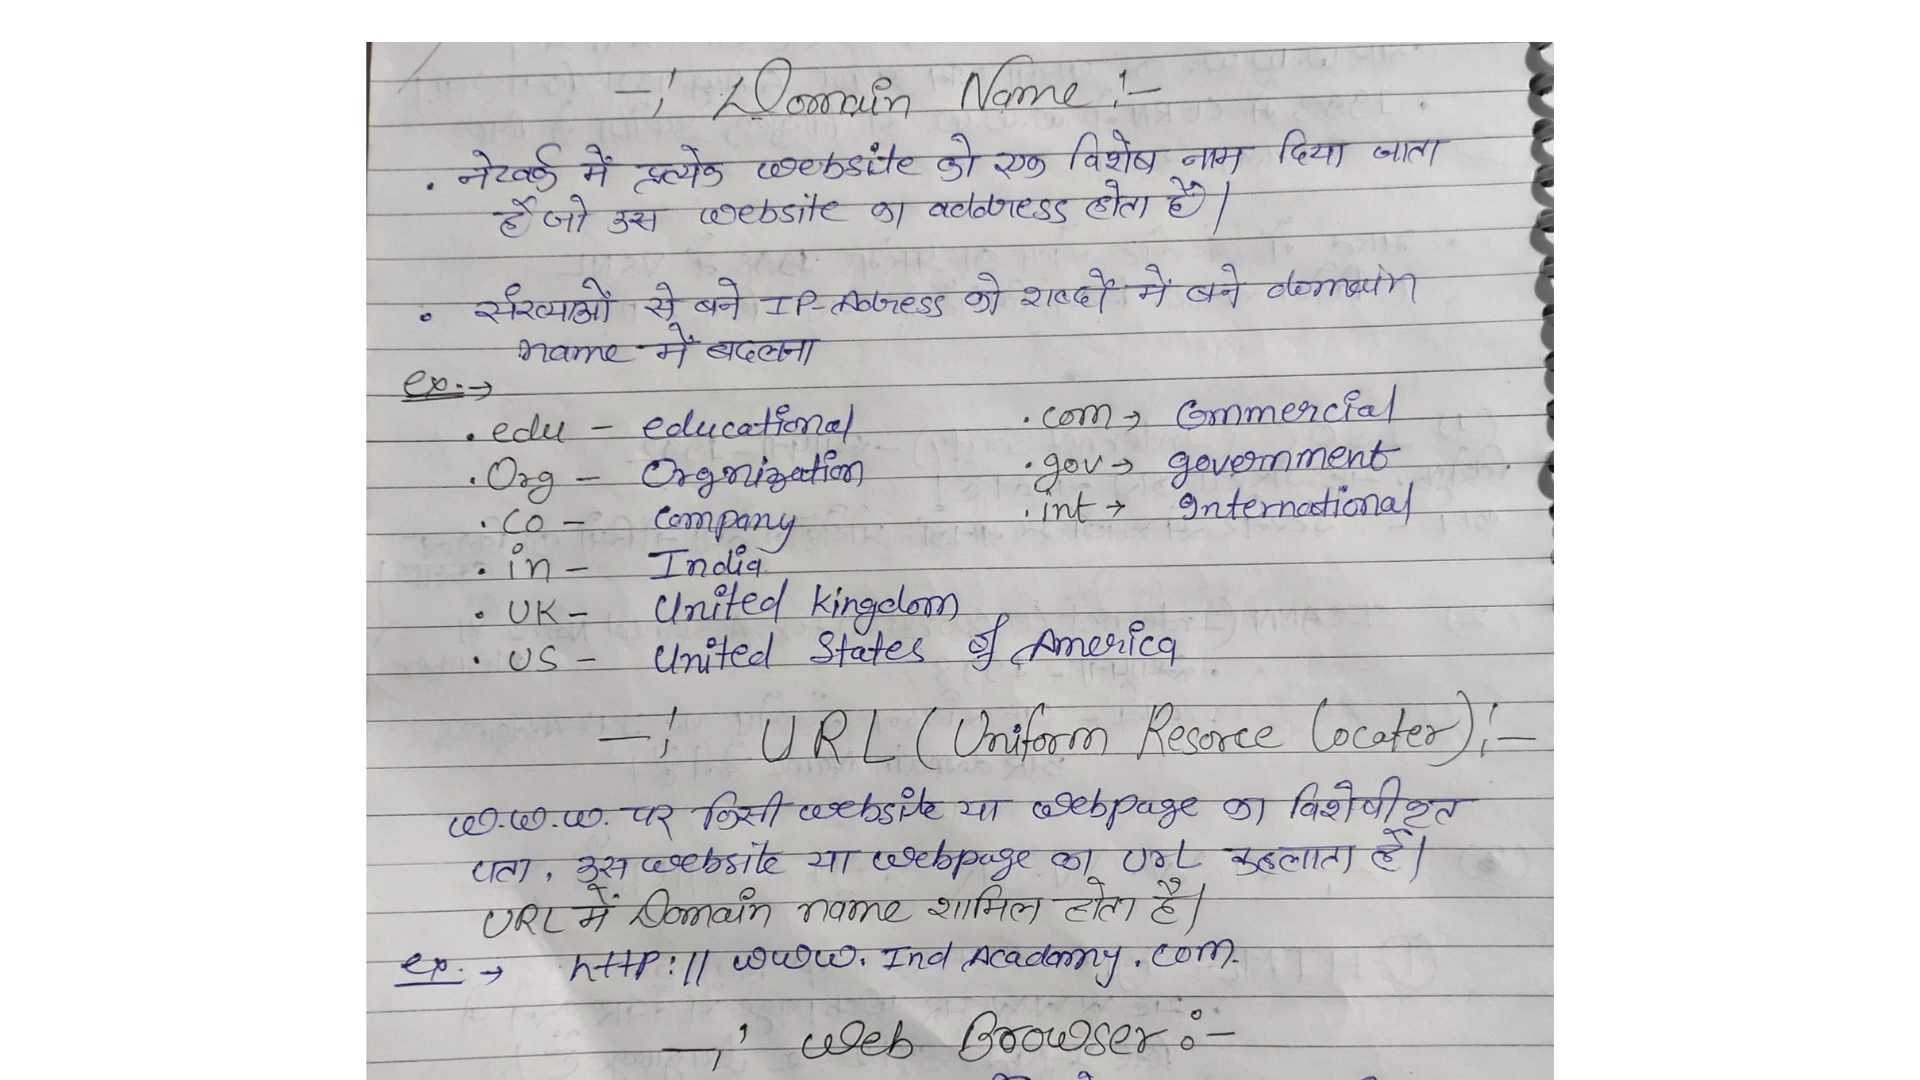 -: Domain Name :-
. नेटवर्क में प्रत्येक website को एक विशेष नाम दिया जाता
है जो उस website का address होता है।
. संख्याओं से बने IP-Adress को शब्दों में बने domain
name में बदलना
ex:→
.edu - educational .com → Commercial
.Org - Orgnization .gov → government
.co - Company .int → International
.in - India
.UK - United Kingdom
.US - United States of America
-: URL (Uniform Resorce Locater) :-
W.W.W. पर किसी website या webpage का विशेषीकृत
पता, उस website या webpage का URL कहलाता है।
URL में Domain name शामिल होता है।
ex. → http:// www. Ind Acadamy.com.
-: Web Browser :-